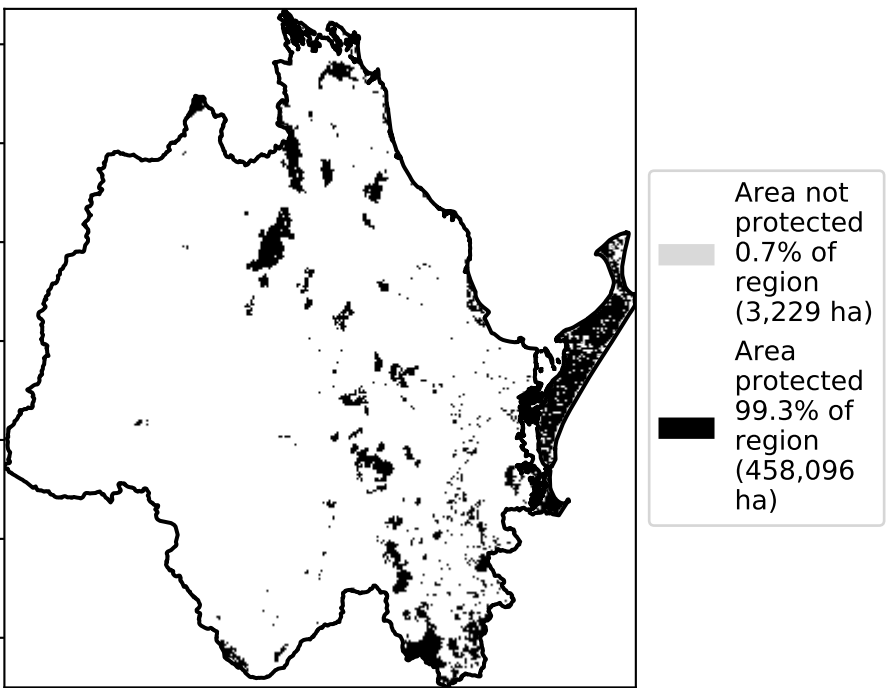 Area not
protected
0.7% of
region
(3,229 ha)
Area
protected
99.3% of
region
(458,096
ha)